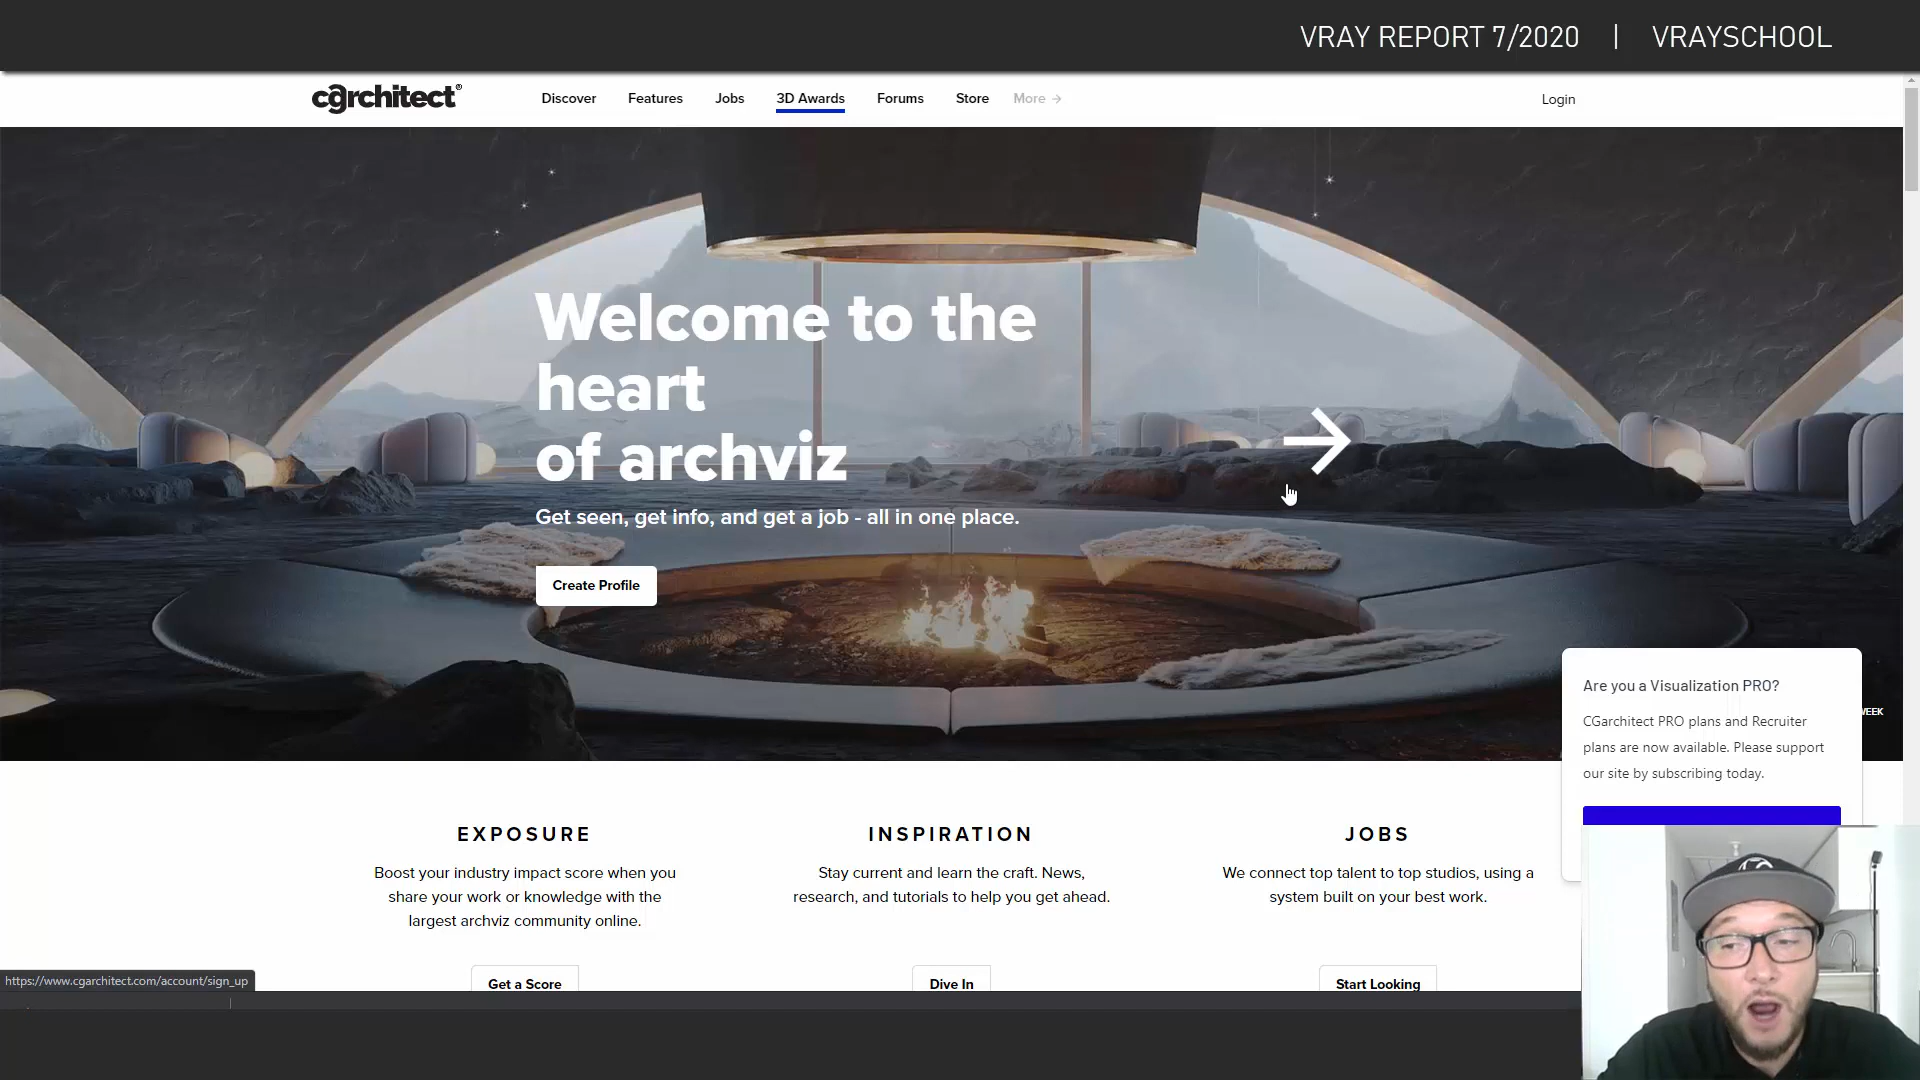 VRAY REPORT 7/2020 | VRAYSCHOOL
cgarchitect®
Discover Features Jobs 3D Awards Forums Store More → Login
Welcome to the
heart
of archviz
Get seen, get info, and get a job - all in one place.
Create Profile
Are you a Visualization PRO?
CGarchitect PRO plans and Recruiter
plans are now available. Please support
our site by subscribing today.
WEEK
EXPOSURE
Boost your industry impact score when you
share your work or knowledge with the
largest archviz community online.
Get a Score
INSPIRATION
Stay current and learn the craft. News,
research, and tutorials to help you get ahead.
Dive In
JOBS
We connect top talent to top studios, using a
system built on your best work.
Start Looking
https://www.cgarchitect.com/account/sign_up